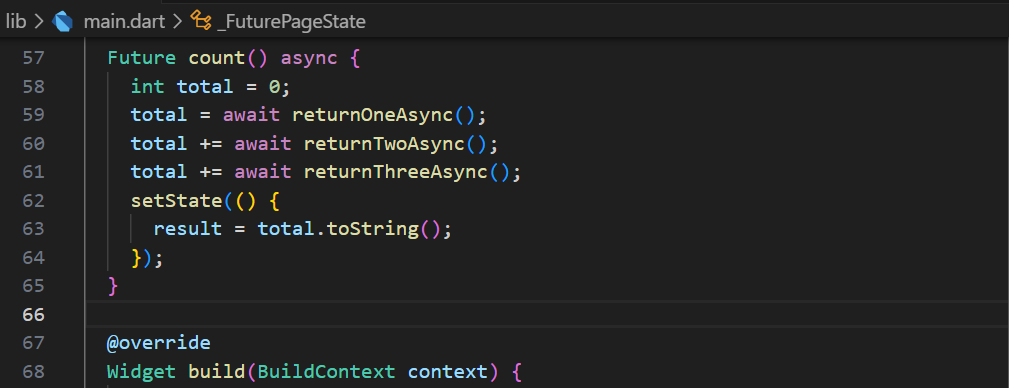 lib > main.dart > _FuturePageState
57 Future count() async {
58 int total = 0;
59 total = await returnOneAsync();
60 total += await returnTwoAsync();
61 total += await returnThreeAsync();
62 setState(() {
63 result = total.toString();
64 });
65 }
66
67 @override
68 Widget build(BuildContext context) {